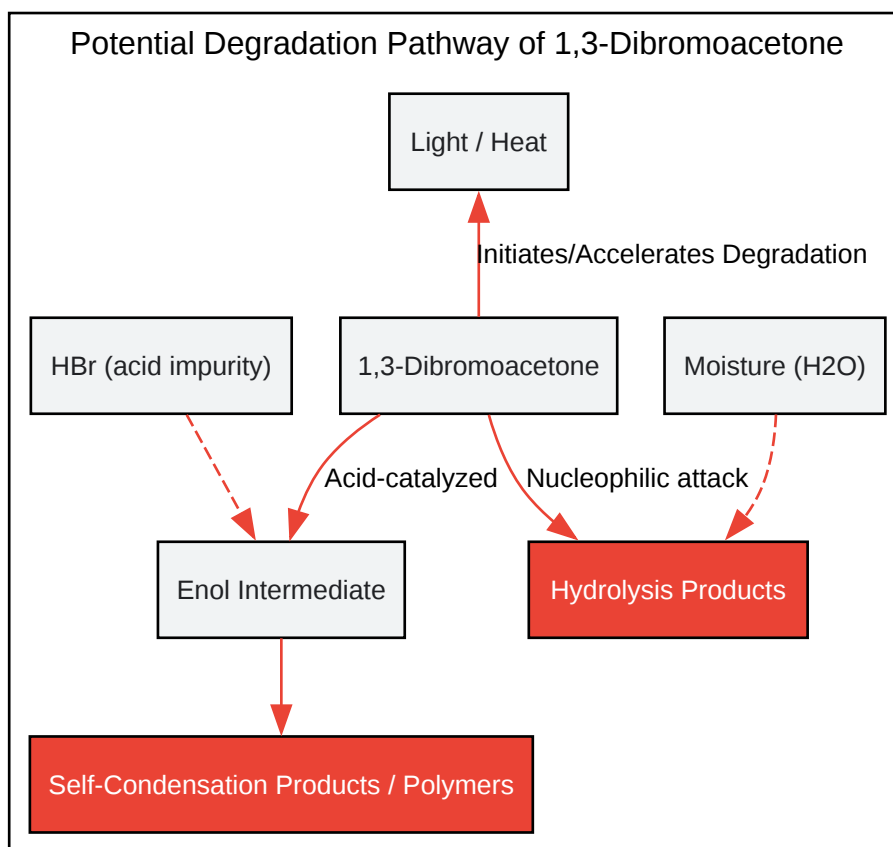 Potential Degradation Pathway of 1,3-Dibromoacetone
Light / Heat
Initiates/Accelerates Degradation
HBr (acid impurity)
1,3-Dibromoacetone
Moisture (H2O)
Acid-catalyzed
Nucleophilic attack
Enol Intermediate
Hydrolysis Products
Self-Condensation Products / Polymers